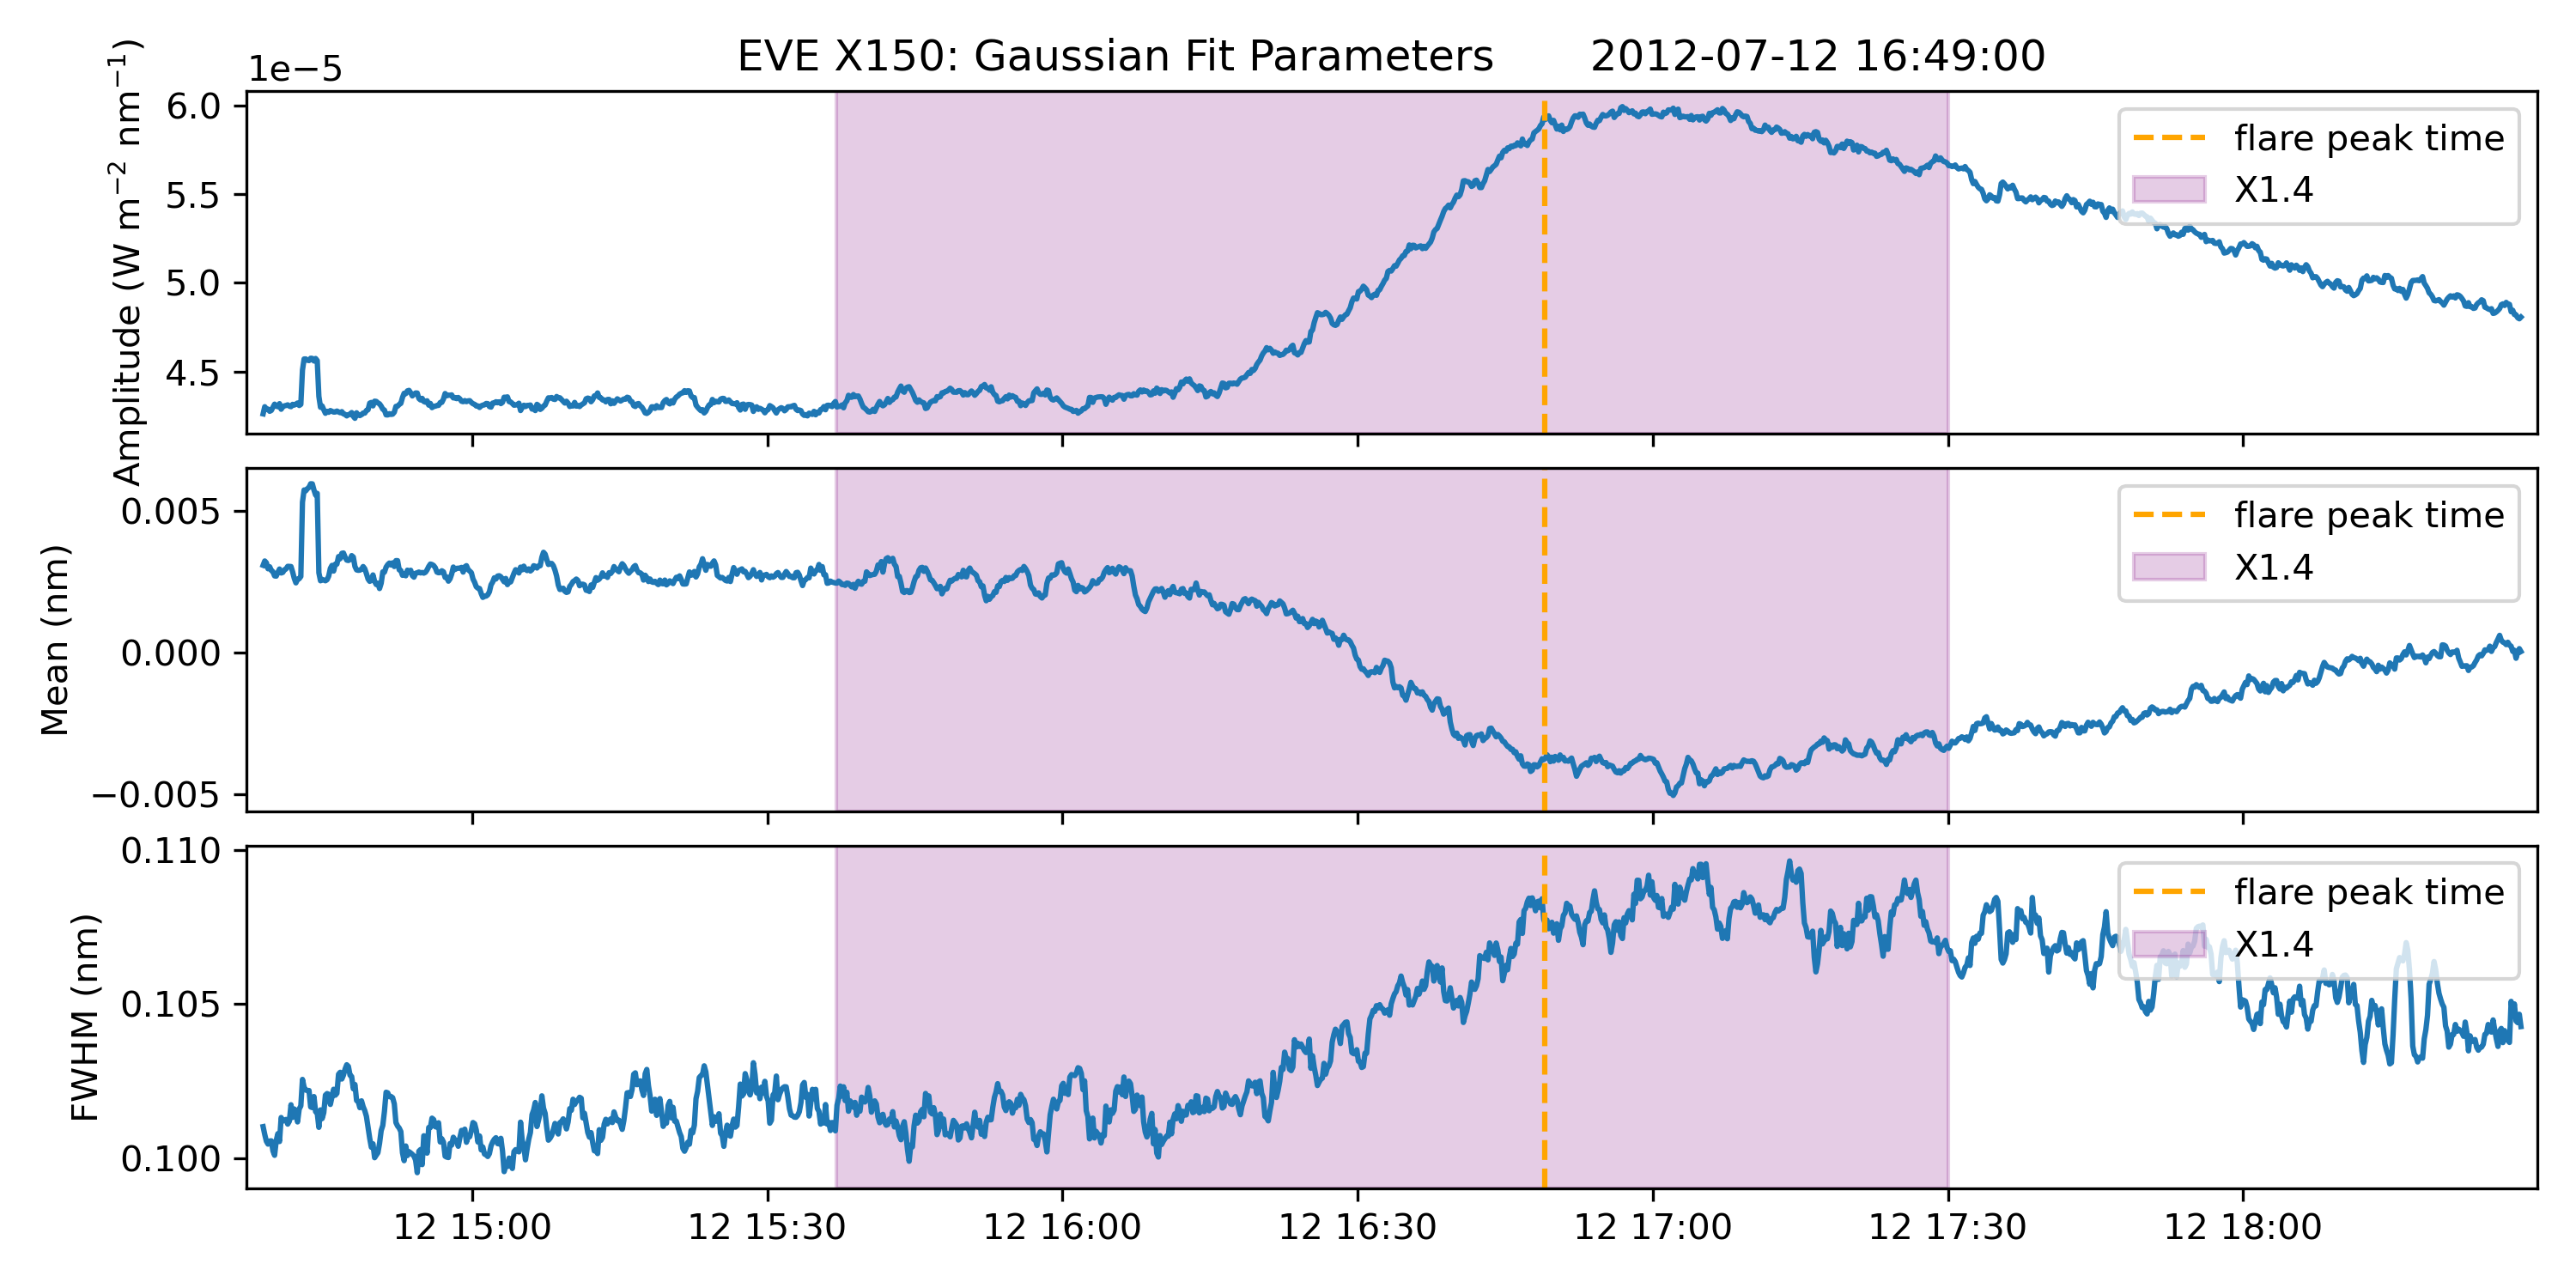 EVE X150: Gaussian Fit Parameters 2012-07-12 16:49:00
1e−5
Amplitude (W m⁻² nm⁻¹)
6.0
5.5
5.0
4.5
flare peak time
X1.4
Mean (nm)
0.005
0.000
−0.005
flare peak time
X1.4
FWHM (nm)
0.110
0.105
0.100
flare peak time
X1.4
12 15:00 12 15:30 12 16:00 12 16:30 12 17:00 12 17:30 12 18:00